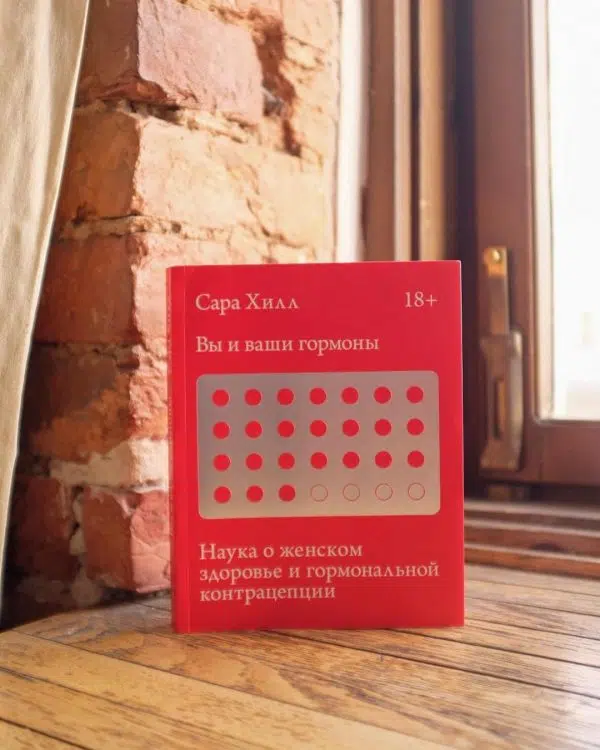 Сара Хилл
18+
Вы и ваши гормоны
Наука о женском
здоровье и гормональной
контрацепции